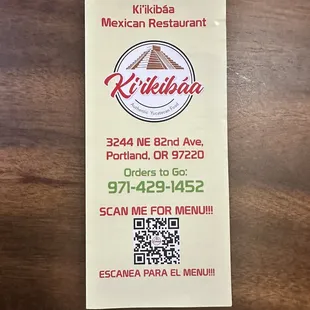 Ki'ikibáa
Mexican Restaurant
Ki'ikibáa
Authentic Yucatecan Food
3244 NE 82nd Ave,
Portland, OR 97220
Orders to Go:
971-429-1452
SCAN ME FOR MENU!!!
ESCANEA PARA EL MENU!!!